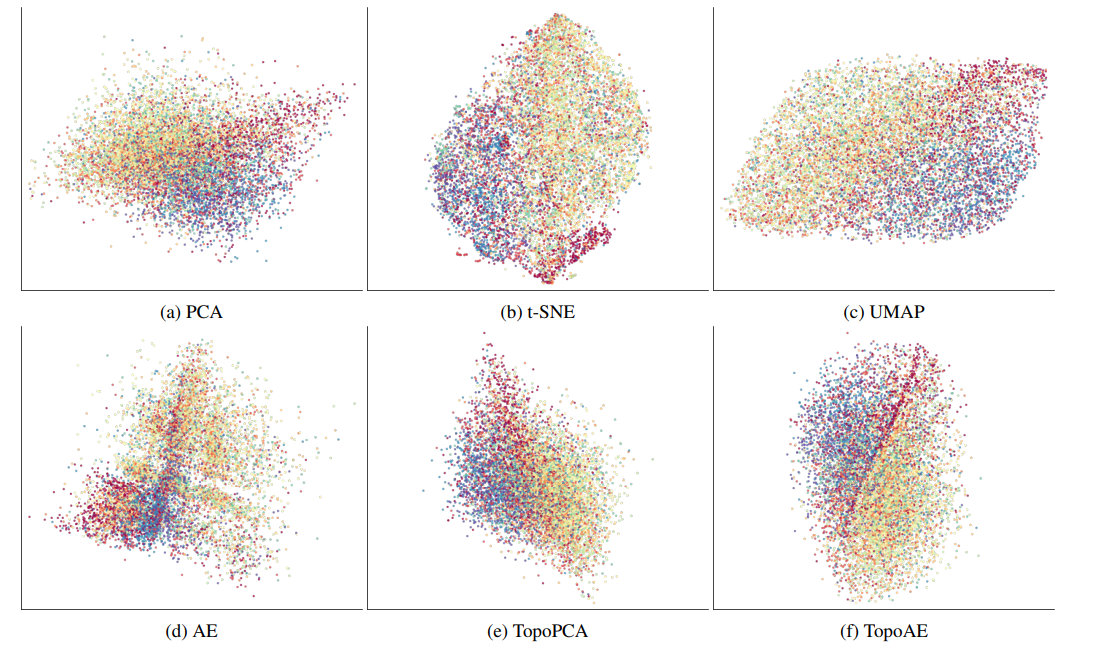 (a) PCA
(b) t-SNE
(c) UMAP
(d) AE
(e) TopoPCA
(f) TopoAE